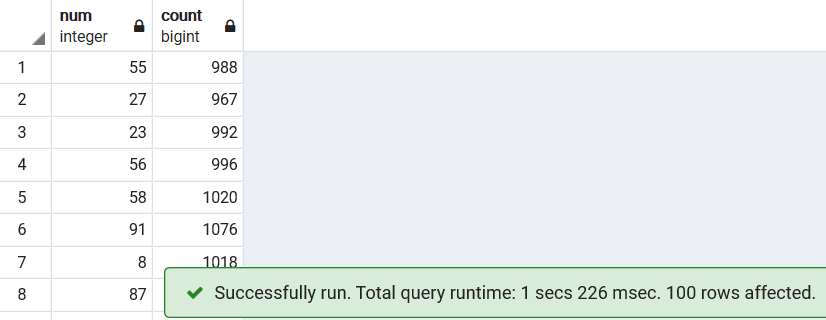 num count
integer bigint
1 55 988
2 27 967
3 23 992
4 56 996
5 58 1020
6 91 1076
7 8 1018
8 87
Successfully run. Total query runtime: 1 secs 226 msec. 100 rows affected.